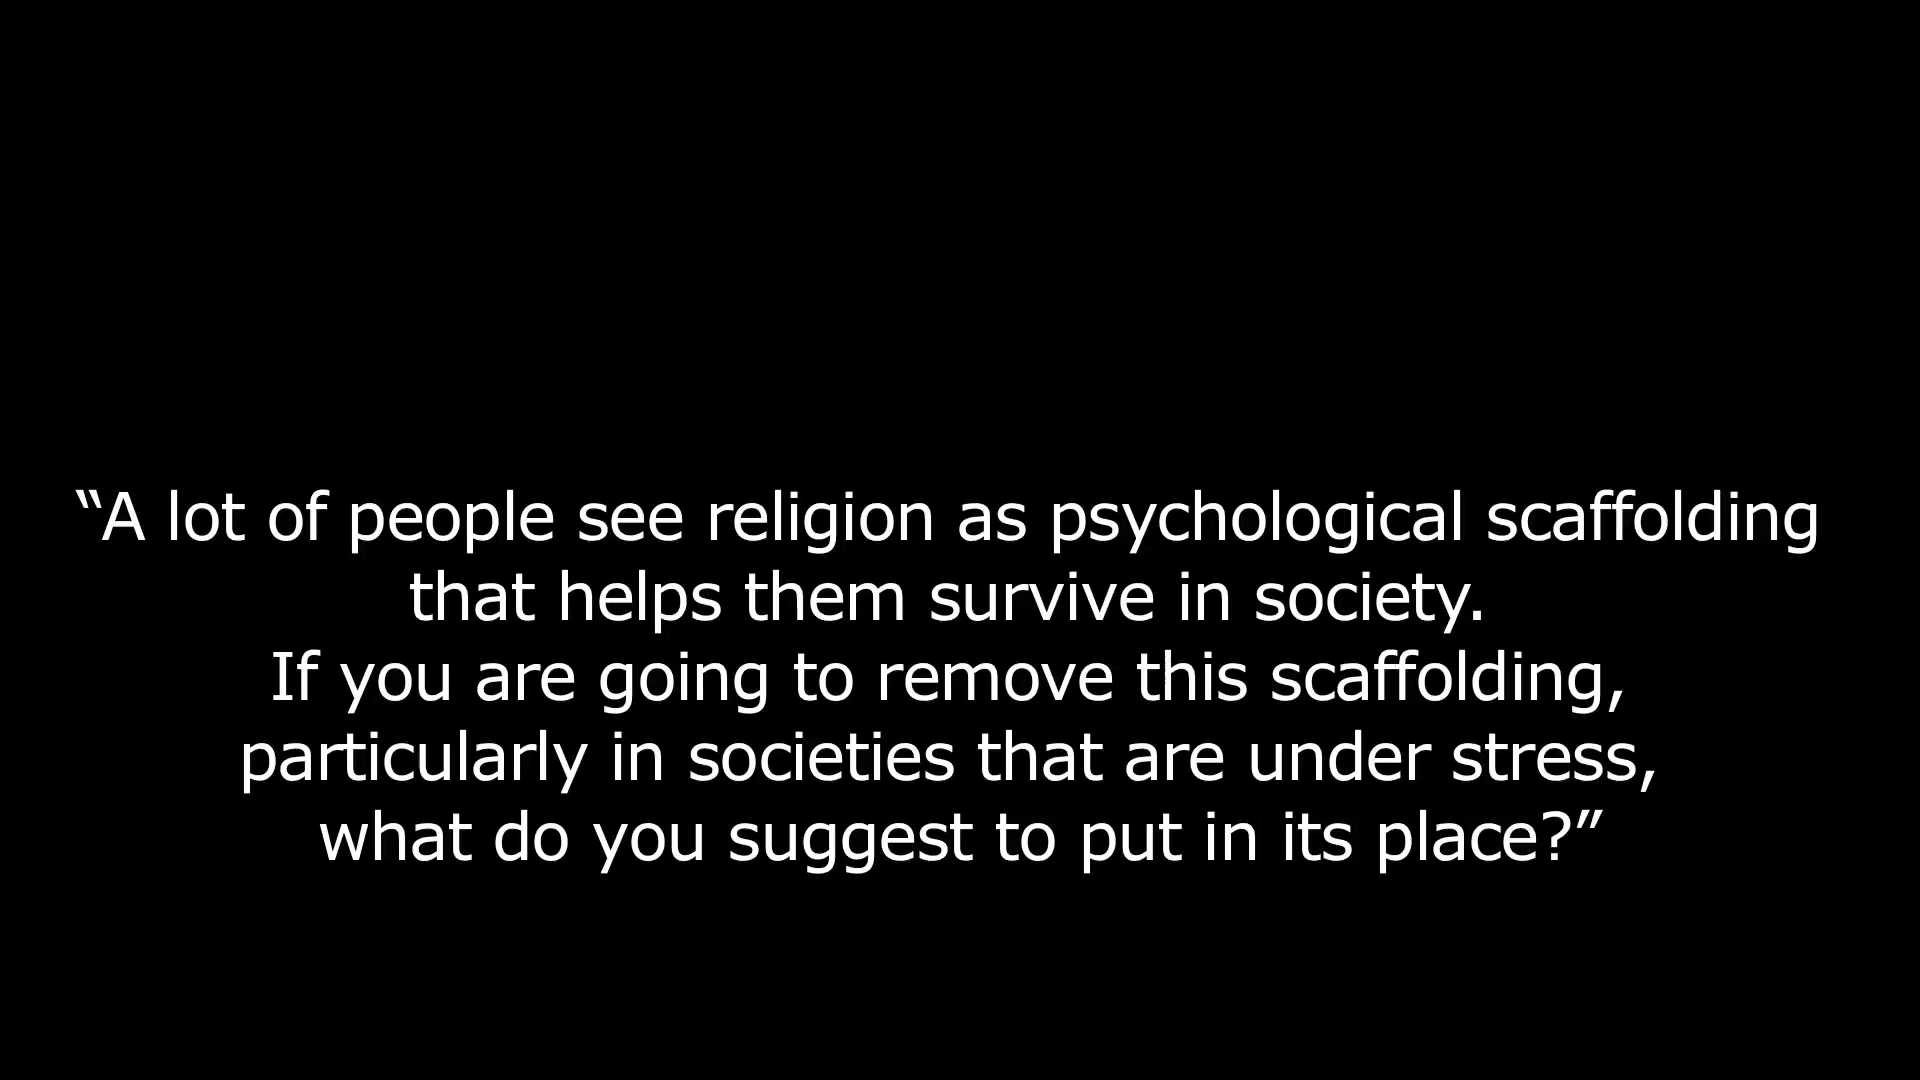 “A lot of people see religion as psychological scaffolding
that helps them survive in society.
If you are going to remove this scaffolding,
particularly in societies that are under stress,
what do you suggest to put in its place?”